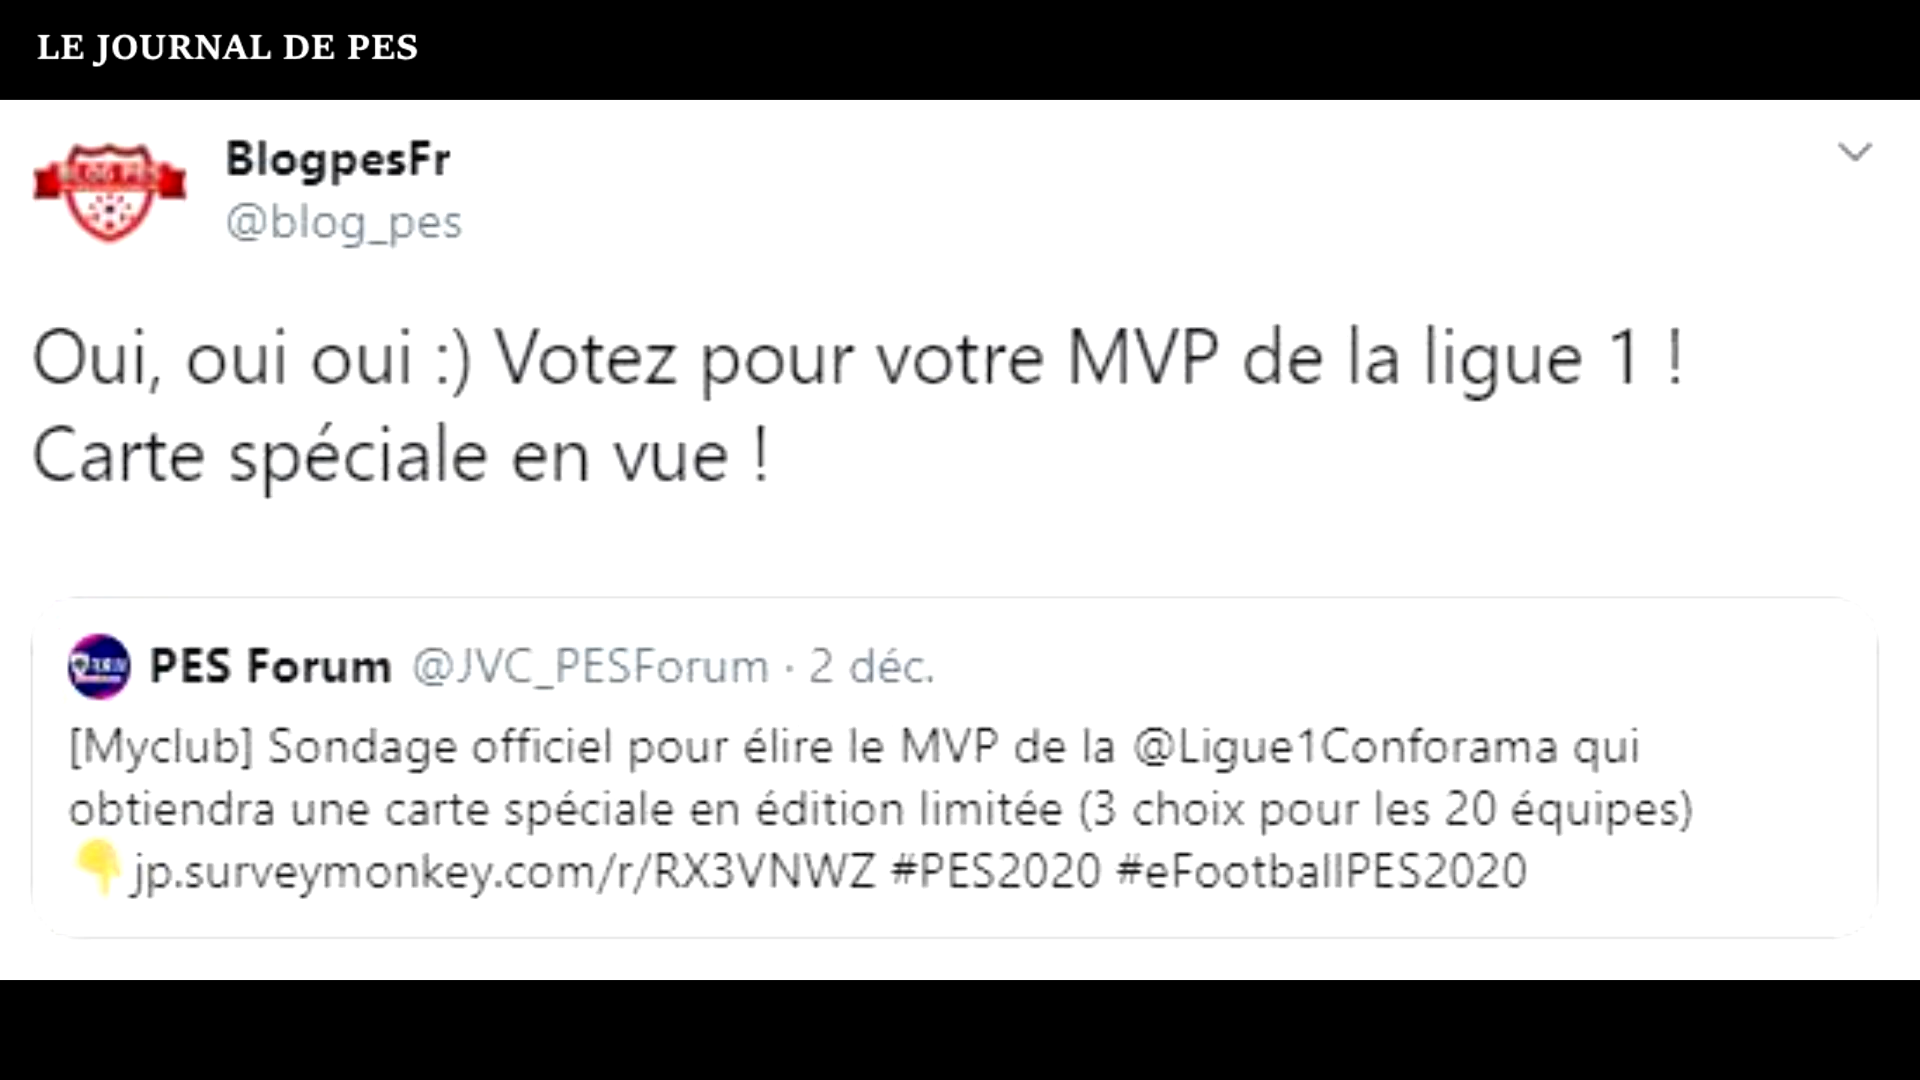 LE JOURNAL DE PES
BLOG PES
BlogpesFr
@blog_pes
Oui, oui oui :) Votez pour votre MVP de la ligue 1 !
Carte spéciale en vue !
PES Forum @JVC_PESForum · 2 déc.
[Myclub] Sondage officiel pour élire le MVP de la @Ligue1Conforama qui
obtiendra une carte spéciale en édition limitée (3 choix pour les 20 équipes)
👇jp.surveymonkey.com/r/RX3VNWZ #PES2020 #eFootballPES2020